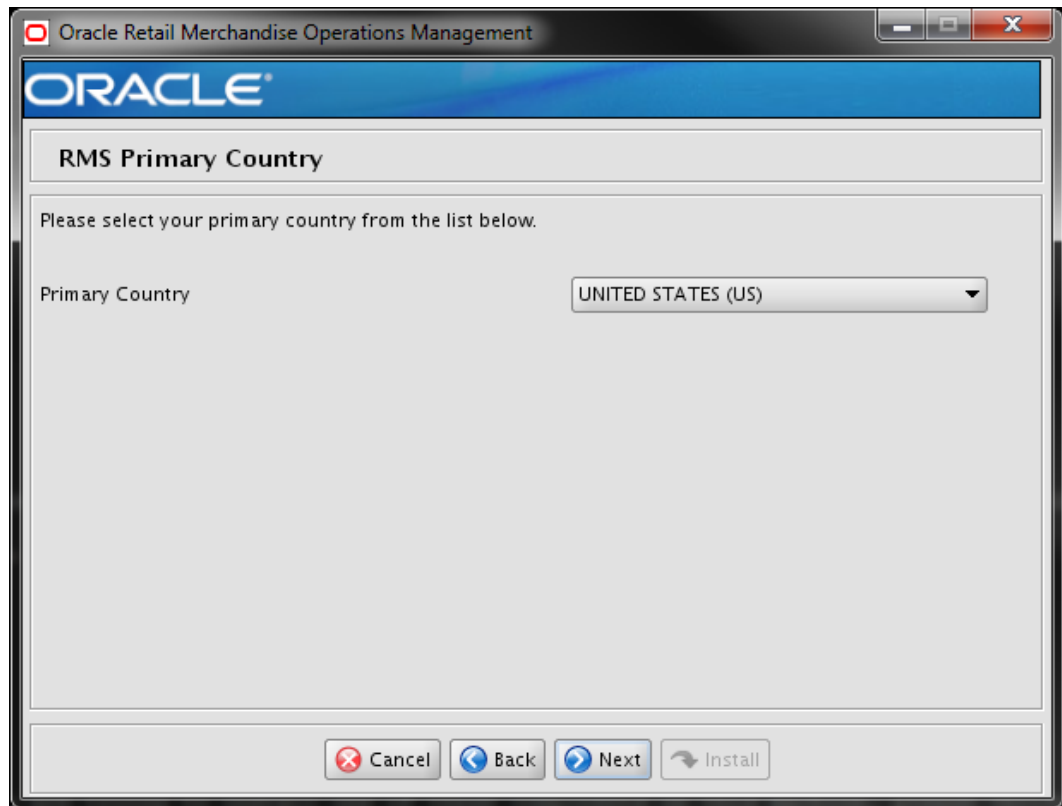 Oracle Retail Merchandise Operations Management
ORACLE®
RMS Primary Country
Please select your primary country from the list below.
Primary Country UNITED STATES (US)
Cancel Back Next Install